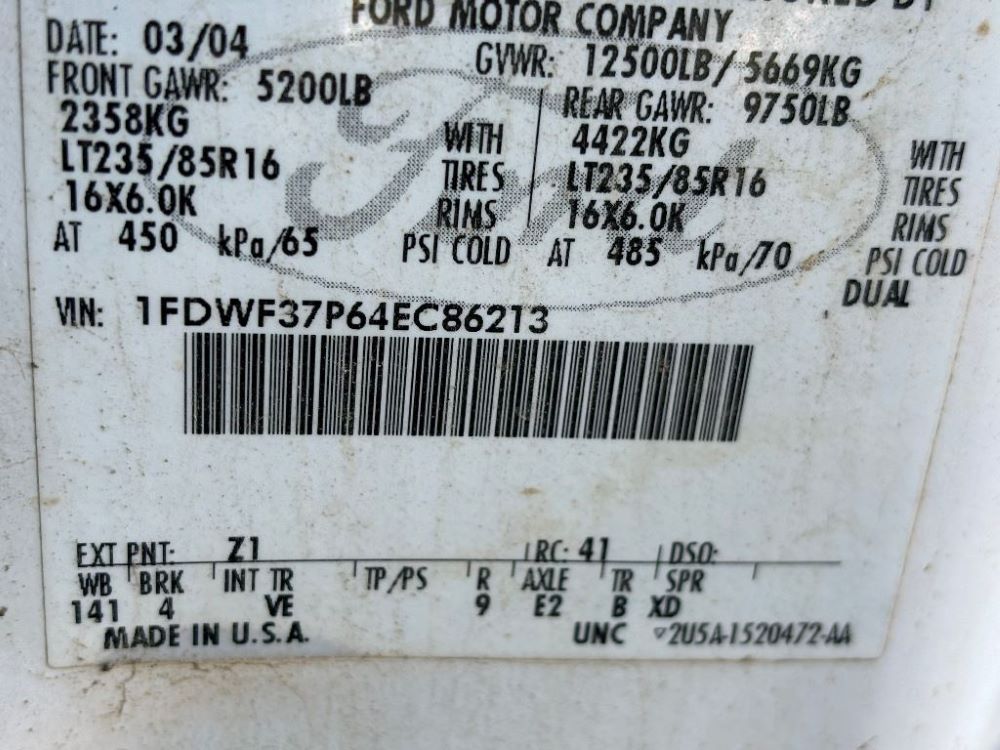 FORD MOTOR COMPANY
DATE: 03/04 GVWR: 12500LB/ 5669KG
FRONT GAWR: 5200LB REAR GAWR: 9750LB
2358KG WITH 4422KG WITH
LT235/85R16 TIRES LT235/85R16 TIRES
16X6.0K RIMS 16X6.0K RIMS
AT 450 kPa/65 PSI COLD AT 485 kPa/70 PSI COLD
DUAL
VIN: 1FDWF37P64EC86213
Ford
EXT PNT: Z1 RC: 41 DSO:
WB BRK INT TR TP/PS R AXLE TR SPR
141 4 VE 9 E2 B XD
MADE IN U.S.A. UNC ▽2U5A-1520472-AA